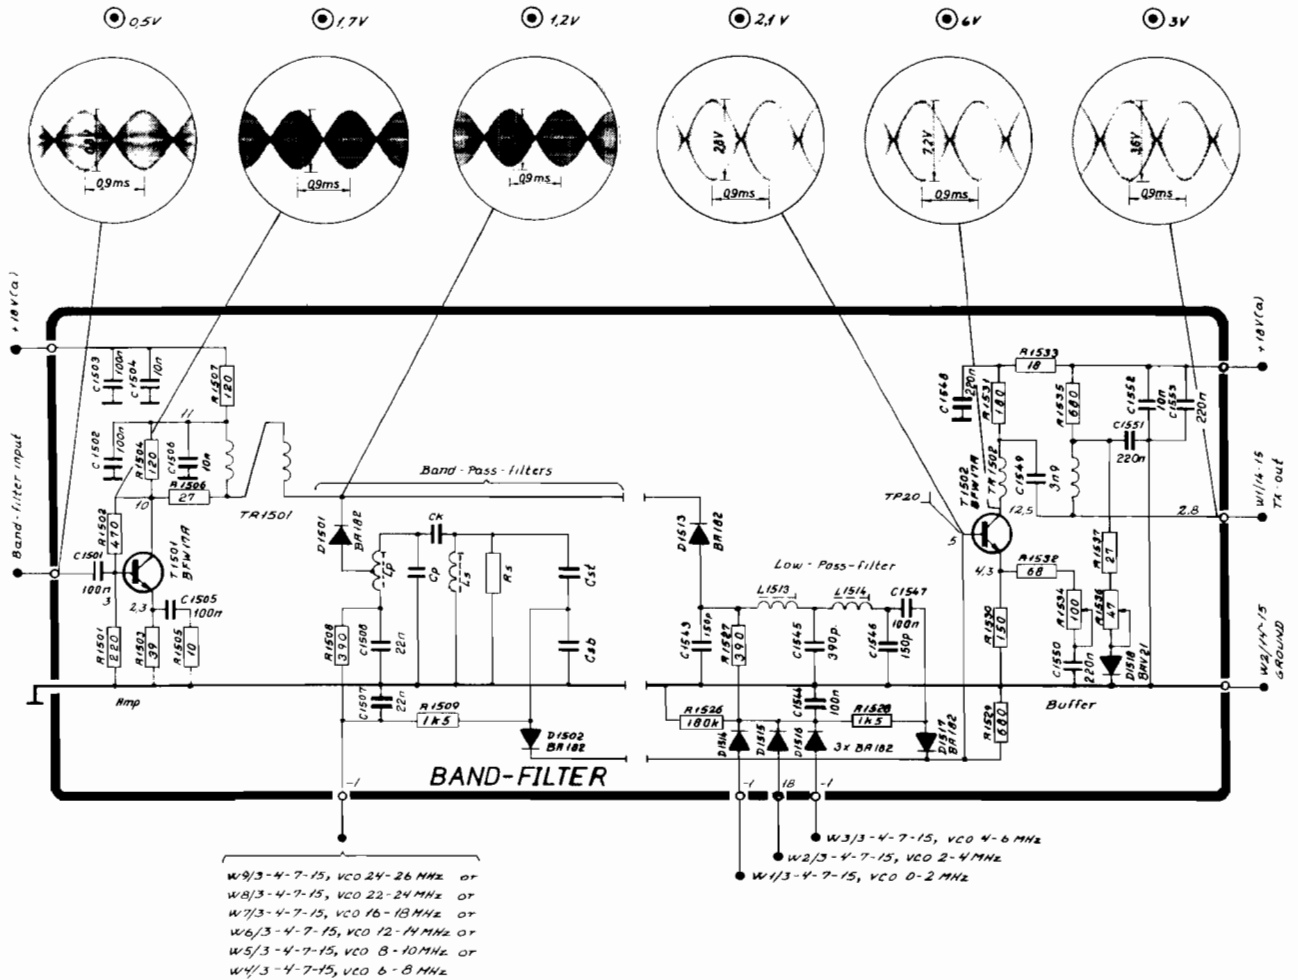 0,5V
1,7V
1,2V
2,1V
6V
3V
0,9ms
0,9ms
0,9ms
2,8V
0,9ms
7,2V
0,9ms
3,6V
0,9ms
+18V(a)
C1503 100n
C1504 10n
R1507 120
11
C1502 100n
R1504 120
C1506 10n
R1506
27
10
TR1501
R1502 470
C1501
100n
3
T1501
BFW17A
2,3
C1505
100n
R1501 220
R1503 39
R1505 10
Amp
Band-filter input
Band-Pass-filters
D1501
BA182
Lp
CK
Cp
Ls
Rs
Cst
Csb
R1508 390
C1508 22n
C1507 22n
R1509
1k5
D1502
BA182
BAND-FILTER
-1
D1513
BA182
Low-Pass-filter
L1513
L1514
C1547
100n
C1543 150p
R1527 390
C1545 390p
C1546 150p
C1544 100n
R1526
180k
R1528
1k5
D1514
D1515
D1516
3x BA182
D1517
BA182
-1
18
-1
TP20
5
T1502
BFW17A
TR1502
12,5
4,3
C1548 220n
R1531 180
R1533
18
R1535 680
C1549 3n9
C1551
220n
C1552 10n
C1553 220n
R1532
68
R1530 150
R1534 100
C1550 220n
R1537 27
R1536 47
D1518
BAV21
R1529 680
Buffer
2.8
+18V(a)
W1/14-15
TX-out
W2/14-15
GROUND
W3/3-4-7-15, VCO 4-6 MHz
W2/3-4-7-15, VCO 2-4 MHz
W1/3-4-7-15, VCO 0-2 MHz
W9/3-4-7-15, VCO 24-26 MHz or
W8/3-4-7-15, VCO 22-24 MHz or
W7/3-4-7-15, VCO 16-18 MHz or
W6/3-4-7-15, VCO 12-14 MHz or
W5/3-4-7-15, VCO 8-10 MHz or
W4/3-4-7-15, VCO 6-8 MHz